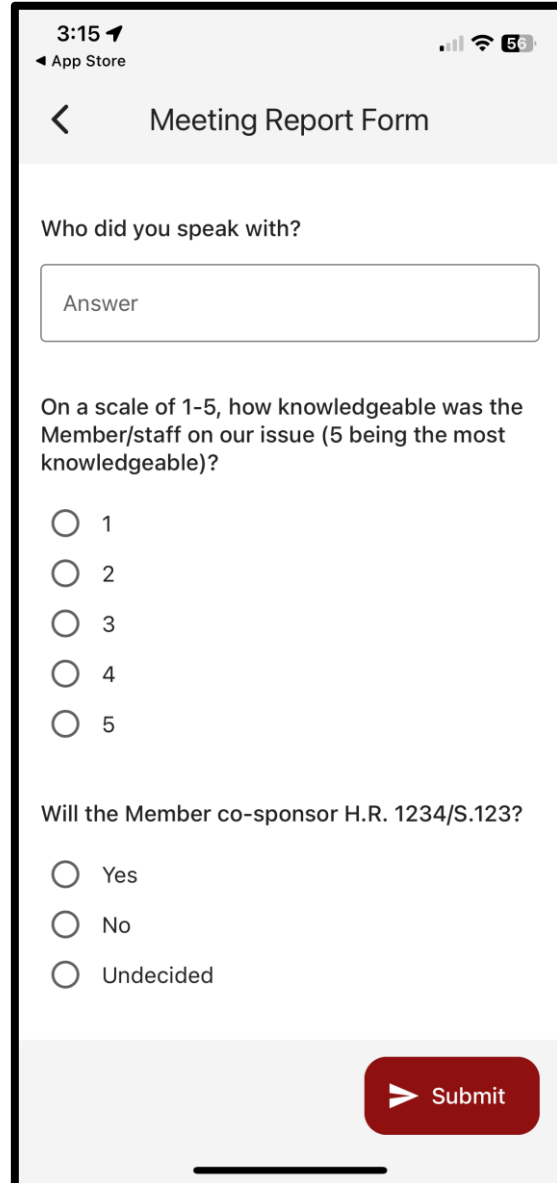 3:15
App Store
56
Meeting Report Form
Who did you speak with?
Answer
On a scale of 1-5, how knowledgeable was the
Member/staff on our issue (5 being the most
knowledgeable)?
1
2
3
4
5
Will the Member co-sponsor H.R. 1234/S.123?
Yes
No
Undecided
Submit